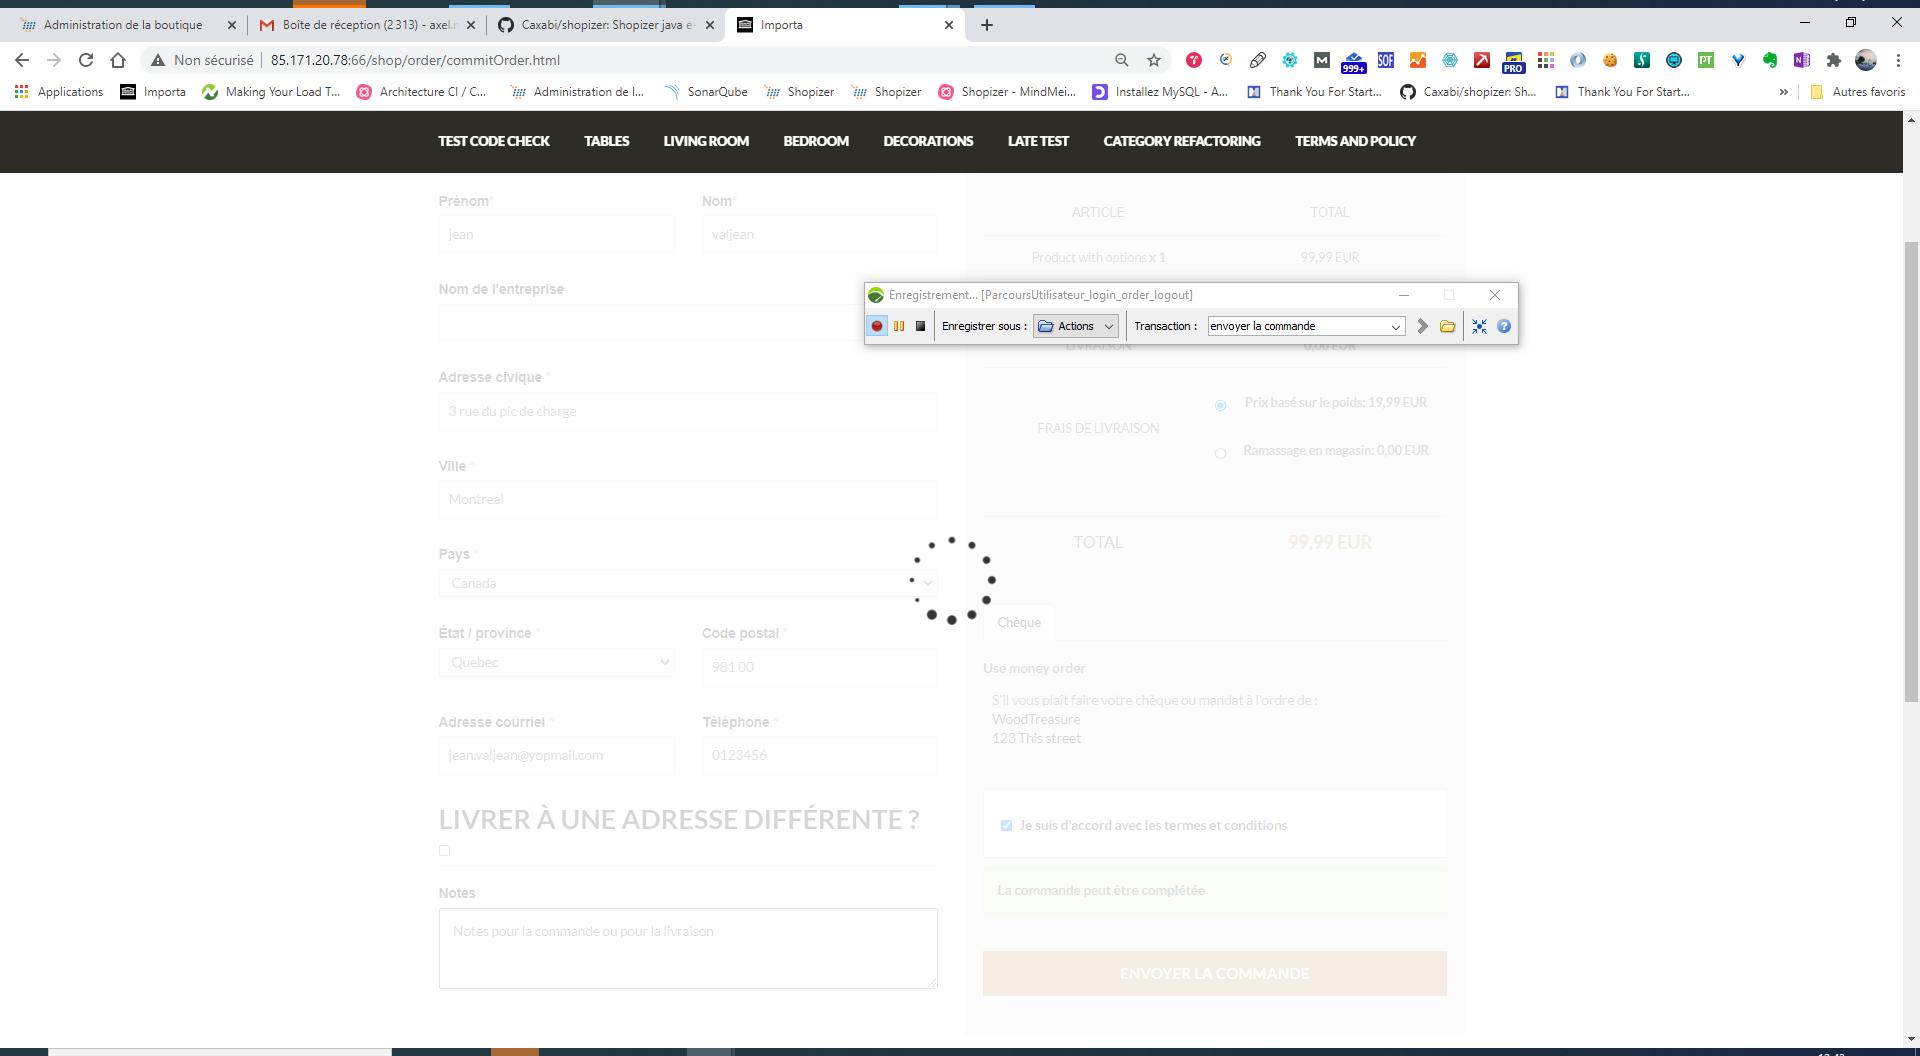 Administration de la boutique
Boîte de réception (2 313) - axel.r
Caxabi/shopizer: Shopizer java e-
Importa
Non sécurisé
85.171.20.78:66/shop/order/commitOrder.html
M
999+
SOF
PRO
PT
Applications
Importa
Making Your Load T...
Architecture CI / C...
Administration de l...
SonarQube
Shopizer
Shopizer
Shopizer - MindMei...
Installez MySQL - A...
Thank You For Start...
Caxabi/shopizer: Sh...
Thank You For Start...
»
Autres favoris
TEST CODE CHECK
TABLES
LIVING ROOM
BEDROOM
DECORATIONS
LATE TEST
CATEGORY REFACTORING
TERMS AND POLICY
Prénom*
Nom*
jean
valjean
Nom de l'entreprise
Adresse civique *
3 rue du pic de charge
Ville *
Montreal
Pays *
Canada
État / province *
Code postal *
Quebec
98100
Adresse courriel *
Téléphone *
jean.valjean@yopmail.com
0123456
LIVRER À UNE ADRESSE DIFFÉRENTE ?
Notes
Notes pour la commande ou pour la livraison
ARTICLE
TOTAL
Product with options x 1
99,99 EUR
Enregistrement... [ParcoursUtilisateur_login_order_logout]
Enregistrer sous :
Actions
Transaction :
envoyer la commande
LIVRAISON
0,00 EUR
FRAIS DE LIVRAISON
Prix basé sur le poids: 19,99 EUR
Ramassage en magasin: 0,00 EUR
TOTAL
99,99 EUR
Chèque
Use money order
S'il vous plaît faire votre chèque ou mandat à l'ordre de :
WoodTreasure
123 This street
Je suis d'accord avec les termes et conditions
La commande peut être complétée
ENVOYER LA COMMANDE